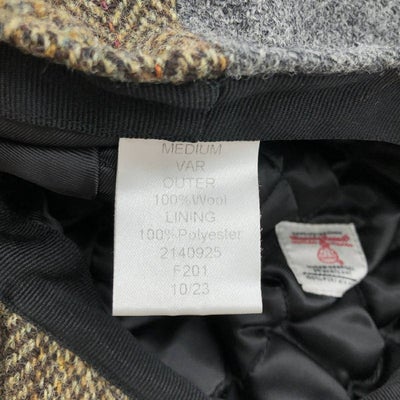 MEDIUM
VAR
OUTER
100% Wool
LINING
100% Polyester
2140925
F201
10/23